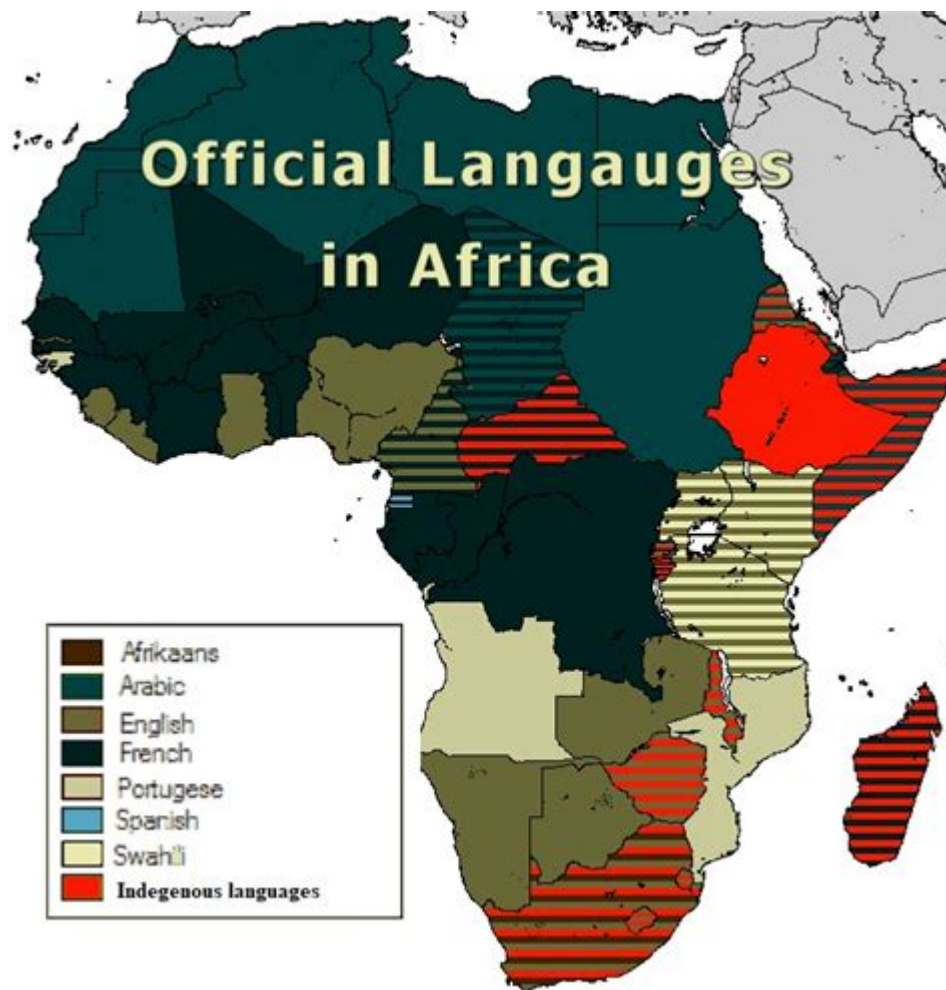 Official Langauges
in Africa
Afrikaans
Arabic
English
French
Portugese
Spanish
Swahili
Indegenous languages